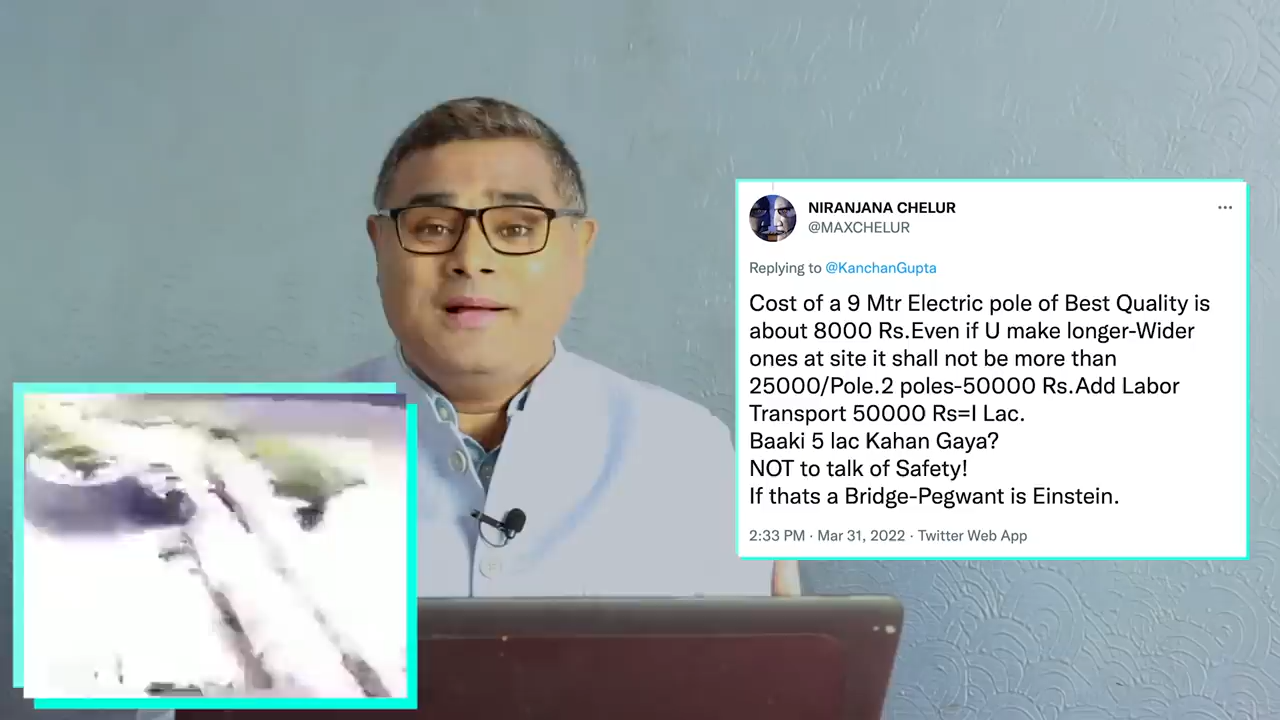 NIRANJANA CHELUR
@MAXCHELUR
Replying to @KanchanGupta
Cost of a 9 Mtr Electric pole of Best Quality is
about 8000 Rs.Even if U make longer-Wider
ones at site it shall not be more than
25000/Pole.2 poles-50000 Rs.Add Labor
Transport 50000 Rs=I Lac.
Baaki 5 lac Kahan Gaya?
NOT to talk of Safety!
If thats a Bridge-Pegwant is Einstein.
2:33 PM · Mar 31, 2022 · Twitter Web App